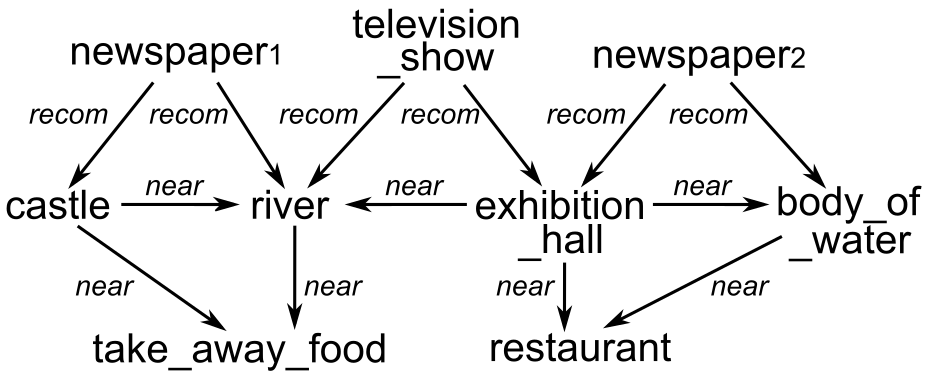 television
newspaper1 _show newspaper2
recom recom recom recom recom recom
near near near
castle river exhibition body_of
_hall _water
near near near near
take_away_food restaurant